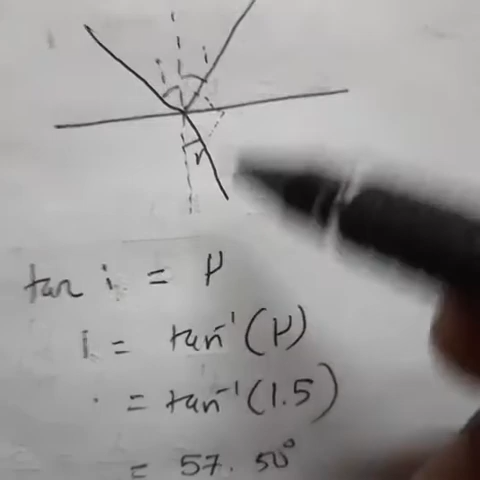 i i
r
tan i = μ
i = tan⁻¹(μ)
= tan⁻¹(1.5)
= 57.50°